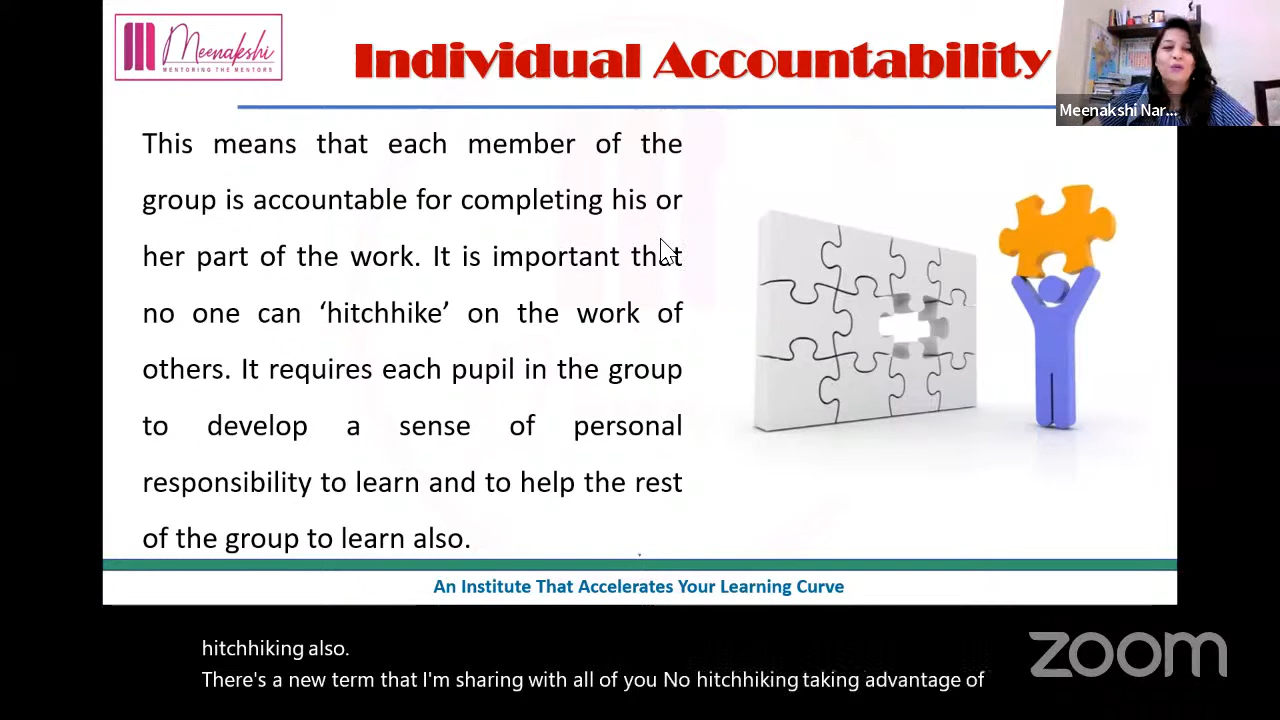 Meenakshi
MENTORING THE MENTORS
Individual Accountability
Meenakshi Nar...
This means that each member of the
group is accountable for completing his or
her part of the work. It is important that
no one can ‘hitchhike’ on the work of
others. It requires each pupil in the group
to develop a sense of personal
responsibility to learn and to help the rest
of the group to learn also.
An Institute That Accelerates Your Learning Curve
hitchhiking also.
There's a new term that I'm sharing with all of you No hitchhiking taking advantage of
zoom